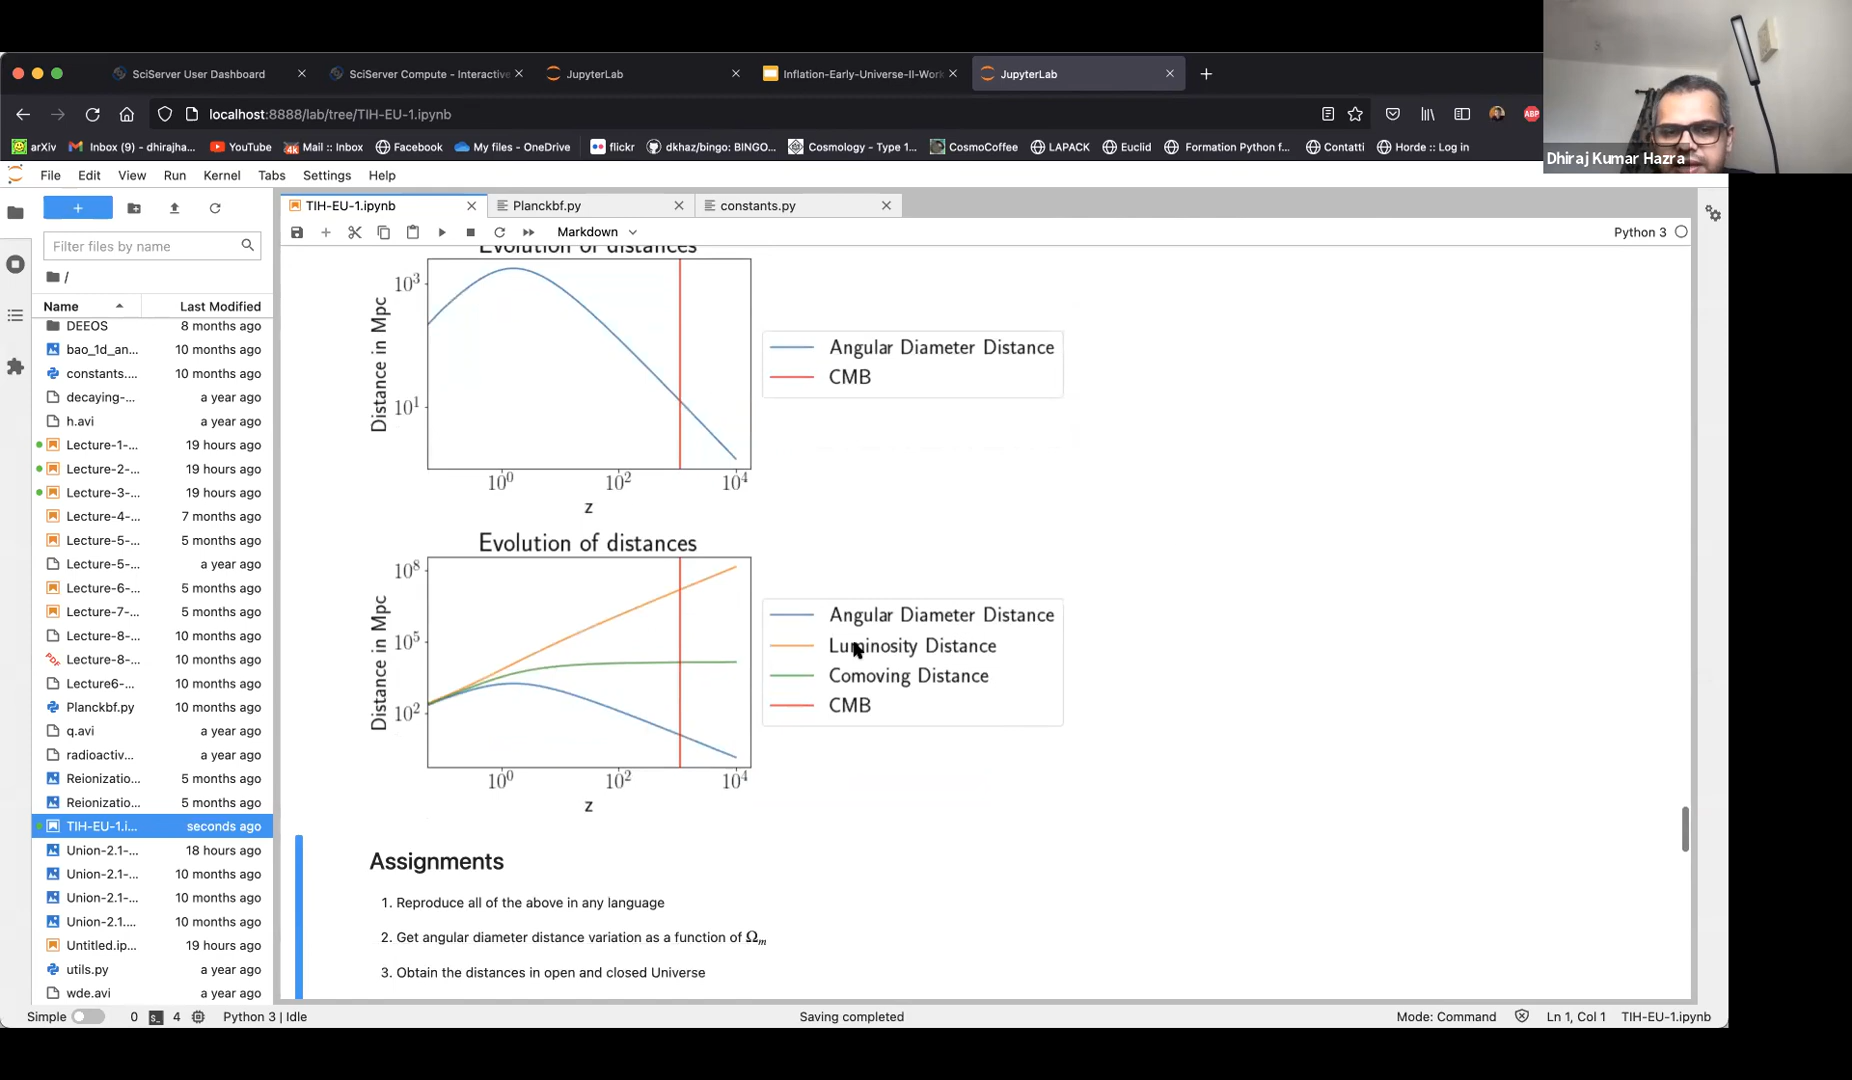 SciServer User Dashboard
SciServer Compute - Interactive
JupyterLab
Inflation-Early-Universe-II-Work
JupyterLab
localhost:8888/lab/tree/TIH-EU-1.ipynb
ABP
arXiv
Inbox (9) - dhirajha...
YouTube
Mail :: Inbox
Facebook
My files - OneDrive
flickr
dkhaz/bingo: BINGO...
Cosmology - Type 1...
CosmoCoffee
LAPACK
Euclid
Formation Python f...
Contatti
Horde :: Log in
Dhiraj Kumar Hazra
File Edit View Run Kernel Tabs Settings Help
TIH-EU-1.ipynb
Planckbf.py
constants.py
Markdown
Python 3
Filter files by name
/
Name Last Modified
DEEOS 8 months ago
bao_1d_an... 10 months ago
constants.... 10 months ago
decaying-... a year ago
h.avi a year ago
Lecture-1-... 19 hours ago
Lecture-2-... 19 hours ago
Lecture-3-... 19 hours ago
Lecture-4-... 7 months ago
Lecture-5-... 5 months ago
Lecture-5-... a year ago
Lecture-6-... 5 months ago
Lecture-7-... 5 months ago
Lecture-8-... 10 months ago
Lecture-8-... 10 months ago
Lecture6-... 10 months ago
Planckbf.py 10 months ago
q.avi a year ago
radioactiv... a year ago
Reionizatio... 5 months ago
Reionizatio... 5 months ago
TIH-EU-1.i... seconds ago
Union-2.1-... 18 hours ago
Union-2.1-... 10 months ago
Union-2.1-... 10 months ago
Union-2.1.... 10 months ago
Untitled.ip... 19 hours ago
utils.py a year ago
wde.avi a year ago
Evolution of distances
Distance in Mpc
10³
10¹
10⁰ 10² 10⁴
z
Angular Diameter Distance
CMB
Evolution of distances
Distance in Mpc
10⁸
10⁵
10²
10⁰ 10² 10⁴
z
Angular Diameter Distance
Luminosity Distance
Comoving Distance
CMB
Assignments
1. Reproduce all of the above in any language
2. Get angular diameter distance variation as a function of Ωₘ
3. Obtain the distances in open and closed Universe
Simple 0 4 Python 3 | Idle
Saving completed
Mode: Command Ln 1, Col 1 TIH-EU-1.ipynb